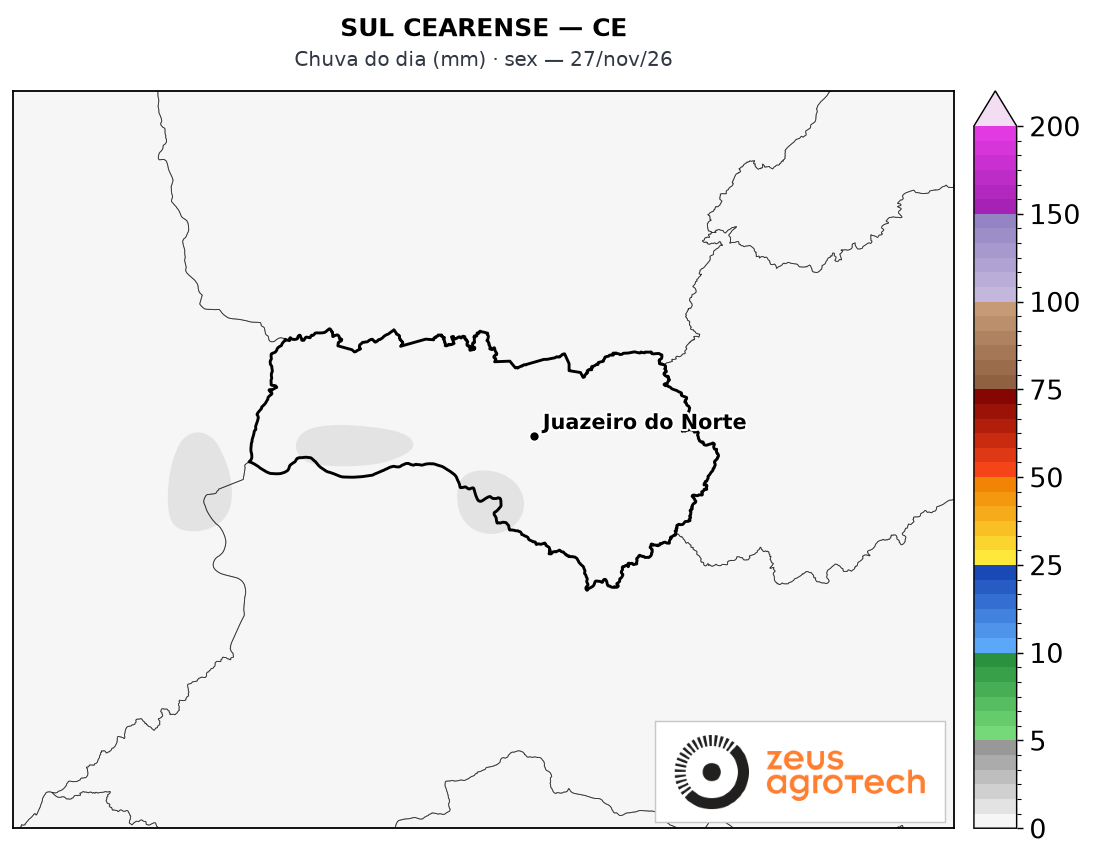 SUL CEARENSE — CE
Chuva do dia (mm) · sex — 27/nov/26
200
150
100
75
50
25
10
5
0
Juazeiro do Norte
zeus
agrotech